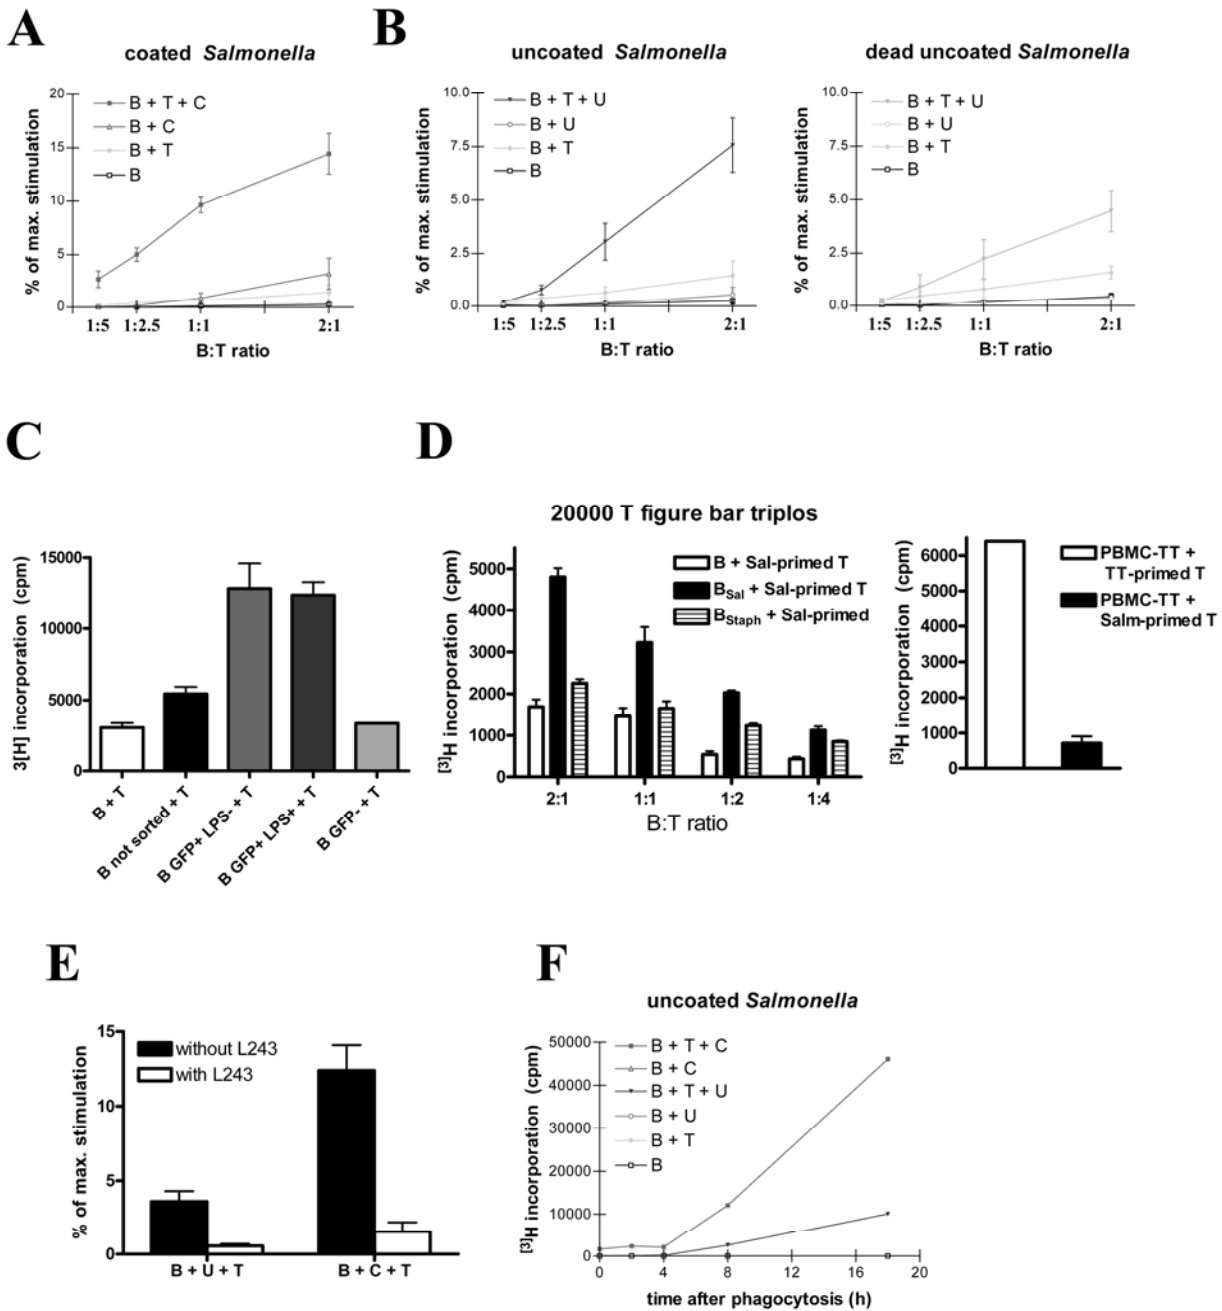 A
coated Salmonella
% of max. stimulation
20
15
10
5
0
B + T + C
B + C
B + T
B
1:5 1:2.5 1:1 2:1
B:T ratio
B
uncoated Salmonella
% of max. stimulation
10.0
7.5
5.0
2.5
0.0
B + T + U
B + U
B + T
B
1:5 1:2.5 1:1 2:1
B:T ratio
dead uncoated Salmonella
% of max. stimulation
10.0
7.5
5.0
2.5
0.0
B + T + U
B + U
B + T
B
1:5 1:2.5 1:1 2:1
B:T ratio
C
3[H] incorporation (cpm)
15000
10000
5000
0
B + T
B not sorted + T
B GFP+ LPS- + T
B GFP+ LPS+ + T
B GFP- + T
D
20000 T figure bar triplos
[3]H incorporation (cpm)
5000
4000
3000
2000
1000
0
B + Sal-primed T
BSal + Sal-primed T
BStaph + Sal-primed
2:1 1:1 1:2 1:4
B:T ratio
[3]H incorporation (cpm)
6000
5000
4000
3000
2000
1000
0
PBMC-TT +
TT-primed T
PBMC-TT +
Salm-primed T
E
% of max. stimulation
15
10
5
0
without L243
with L243
B + U + T
B + C + T
F
uncoated Salmonella
[3]H incorporation (cpm)
50000
40000
30000
20000
10000
0
B + T + C
B + C
B + T + U
B + U
B + T
B
0 4 8 12 16 20
time after phagocytosis (h)